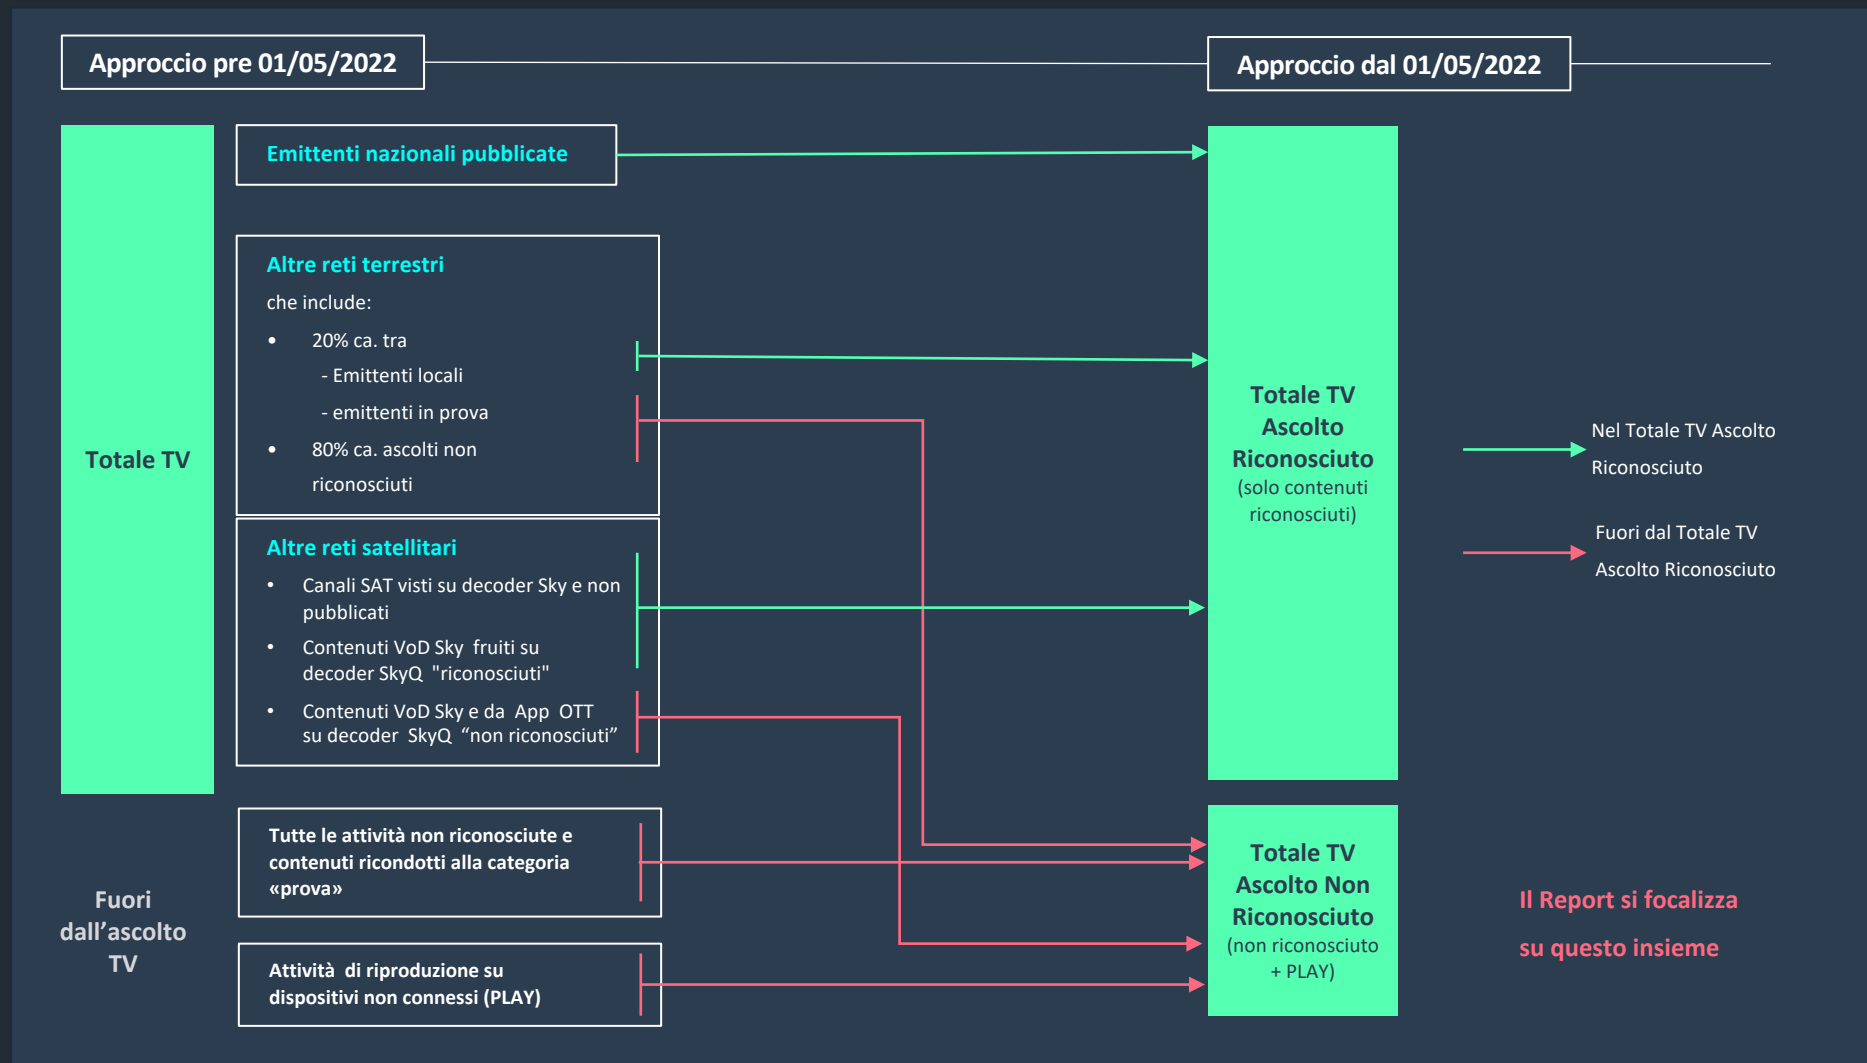 Approccio pre 01/05/2022
Approccio dal 01/05/2022
Totale TV
Emittenti nazionali pubblicate
Altre reti terrestri
che include:
• 20% ca. tra
- Emittenti locali
- emittenti in prova
• 80% ca. ascolti non
riconosciuti
Altre reti satellitari
• Canali SAT visti su decoder Sky e non
pubblicati
• Contenuti VoD Sky fruiti su
decoder SkyQ "riconosciuti"
• Contenuti VoD Sky e da App OTT
su decoder SkyQ “non riconosciuti”
Fuori
dall’ascolto
TV
Tutte le attività non riconosciute e
contenuti ricondotti alla categoria
«prova»
Attività di riproduzione su
dispositivi non connessi (PLAY)
Totale TV
Ascolto
Riconosciuto
(solo contenuti
riconosciuti)
Totale TV
Ascolto Non
Riconosciuto
(non riconosciuto
+ PLAY)
Nel Totale TV Ascolto
Riconosciuto
Fuori dal Totale TV
Ascolto Riconosciuto
Il Report si focalizza
su questo insieme